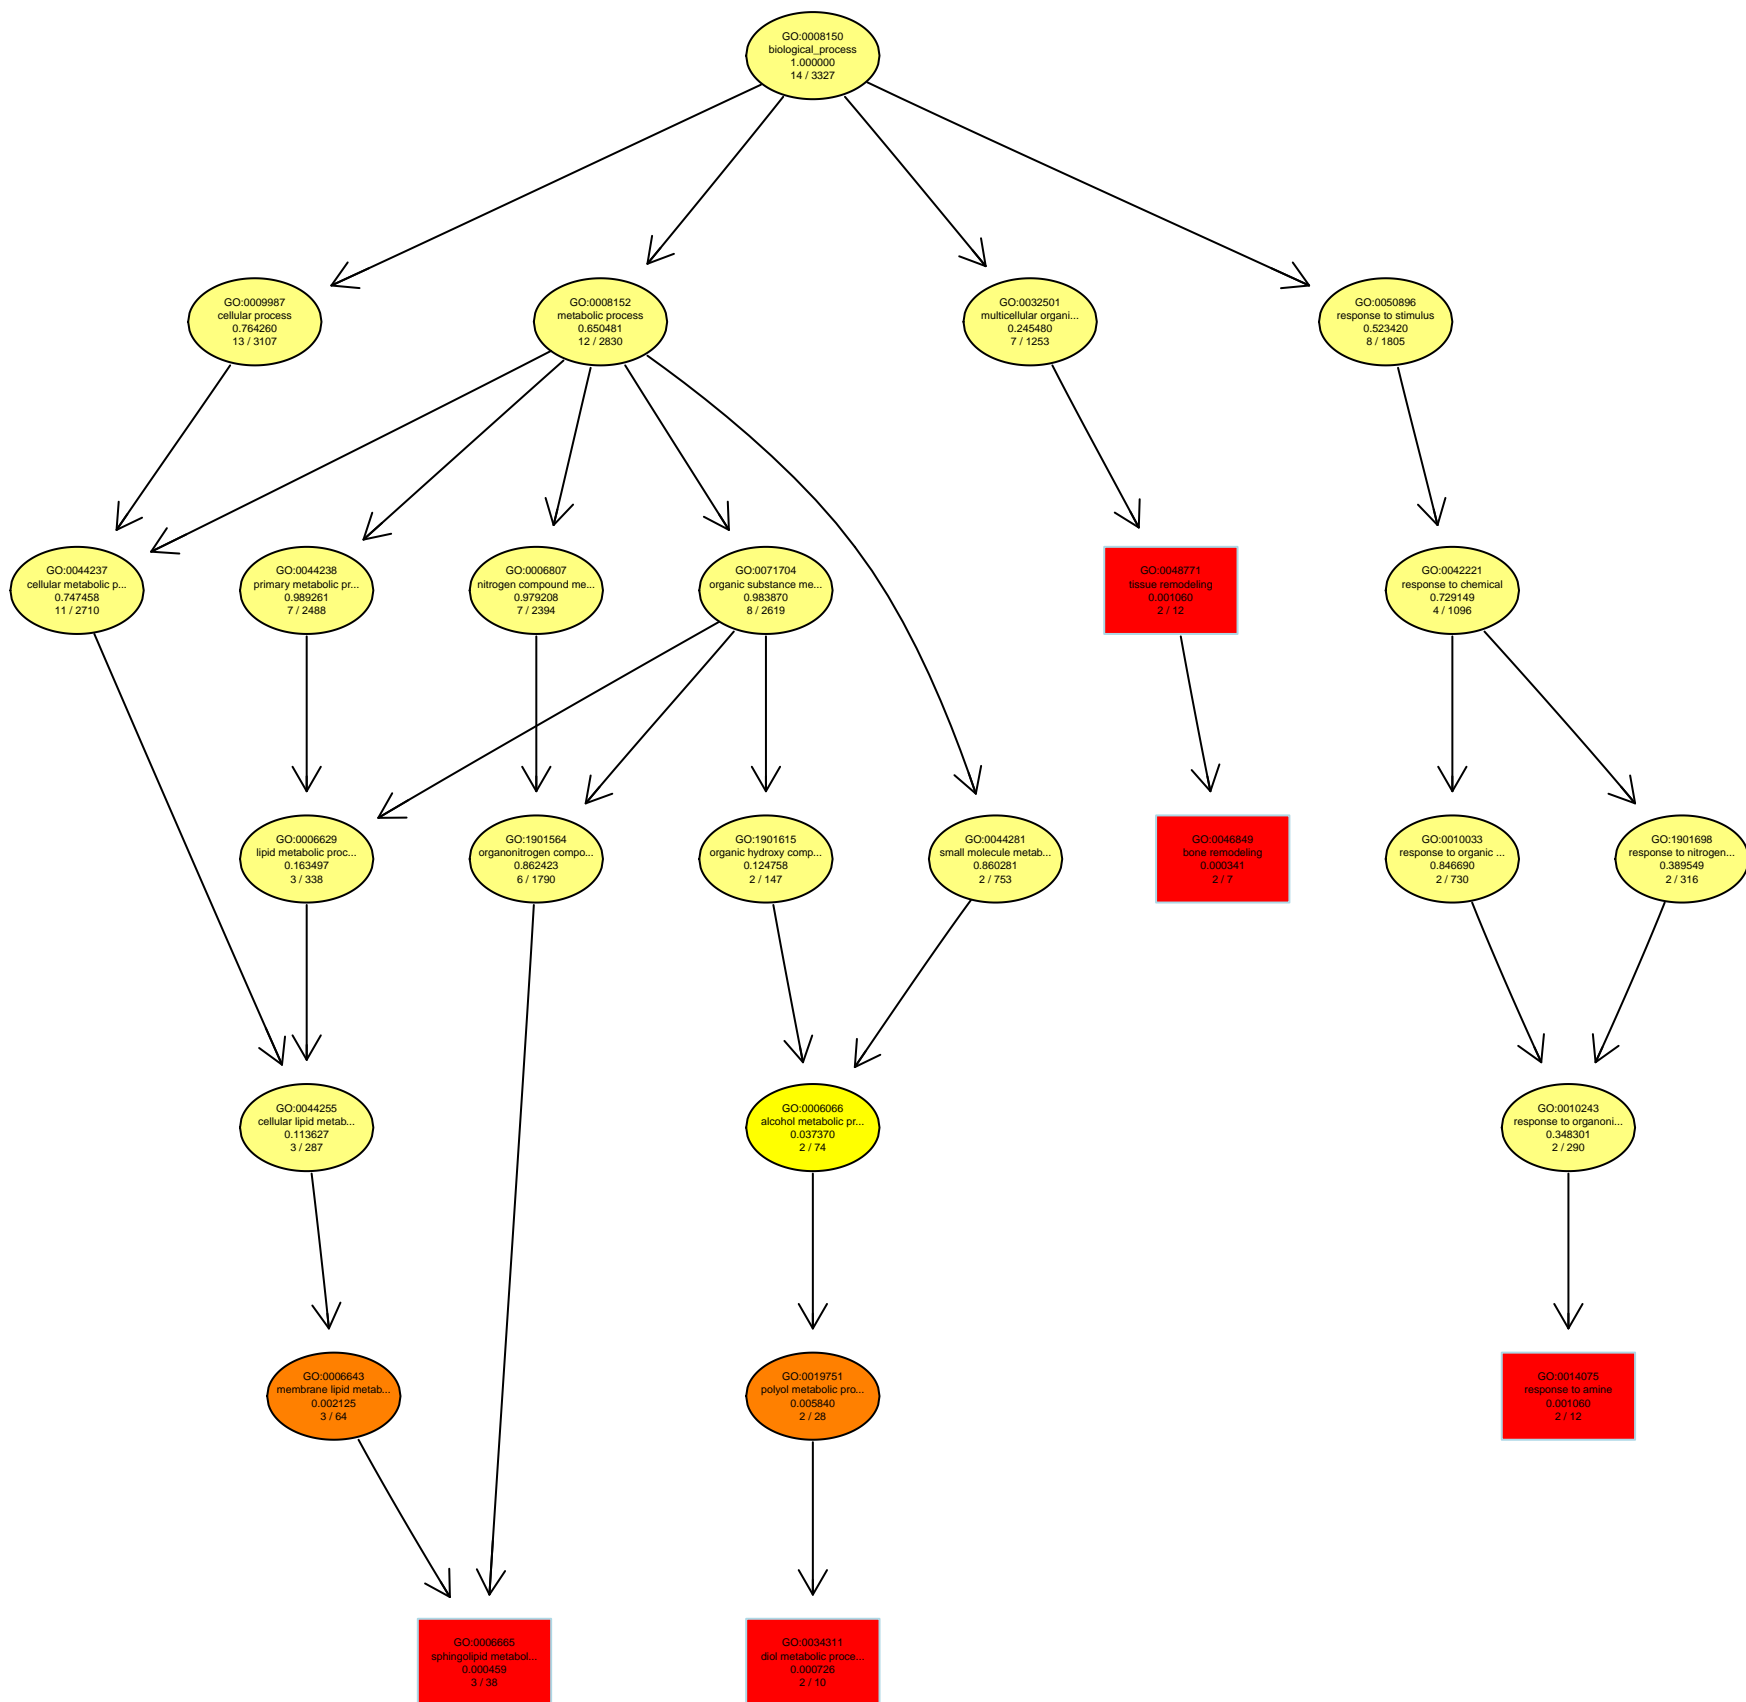 GO:0008150
biological_process
1.000000
14 / 3327
GO:0009987
cellular process
0.764260
13 / 3107
GO:0008152
metabolic process
0.650481
12 / 2830
GO:0032501
multicellular organi...
0.245480
7 / 1253
GO:0050896
response to stimulus
0.523420
8 / 1805
GO:0044237
cellular metabolic p...
0.747458
11 / 2710
GO:0044238
primary metabolic pr...
0.989261
7 / 2488
GO:0006807
nitrogen compound me...
0.979208
7 / 2394
GO:0071704
organic substance me...
0.983870
8 / 2619
GO:0048771
tissue remodeling
0.001060
2 / 12
GO:0042221
response to chemical
0.729149
4 / 1096
GO:0006629
lipid metabolic proc...
0.163497
3 / 338
GO:1901564
organonitrogen compo...
0.862423
6 / 1790
GO:1901615
organic hydroxy comp...
0.124758
2 / 147
GO:0044281
small molecule metab...
0.860281
2 / 753
GO:0046849
bone remodeling
0.000341
2 / 7
GO:0010033
response to organic ...
0.846690
2 / 730
GO:1901698
response to nitrogen...
0.389549
2 / 316
GO:0044255
cellular lipid metab...
0.113627
3 / 287
GO:0006066
alcohol metabolic pr...
0.037370
2 / 74
GO:0010243
response to organoni...
0.348301
2 / 290
GO:0006643
membrane lipid metab...
0.002125
3 / 64
GO:0019751
polyol metabolic pro...
0.005840
2 / 28
GO:0014075
response to amine
0.001060
2 / 12
GO:0006665
sphingolipid metabol...
0.000459
3 / 38
GO:0034311
diol metabolic proce...
0.000726
2 / 10